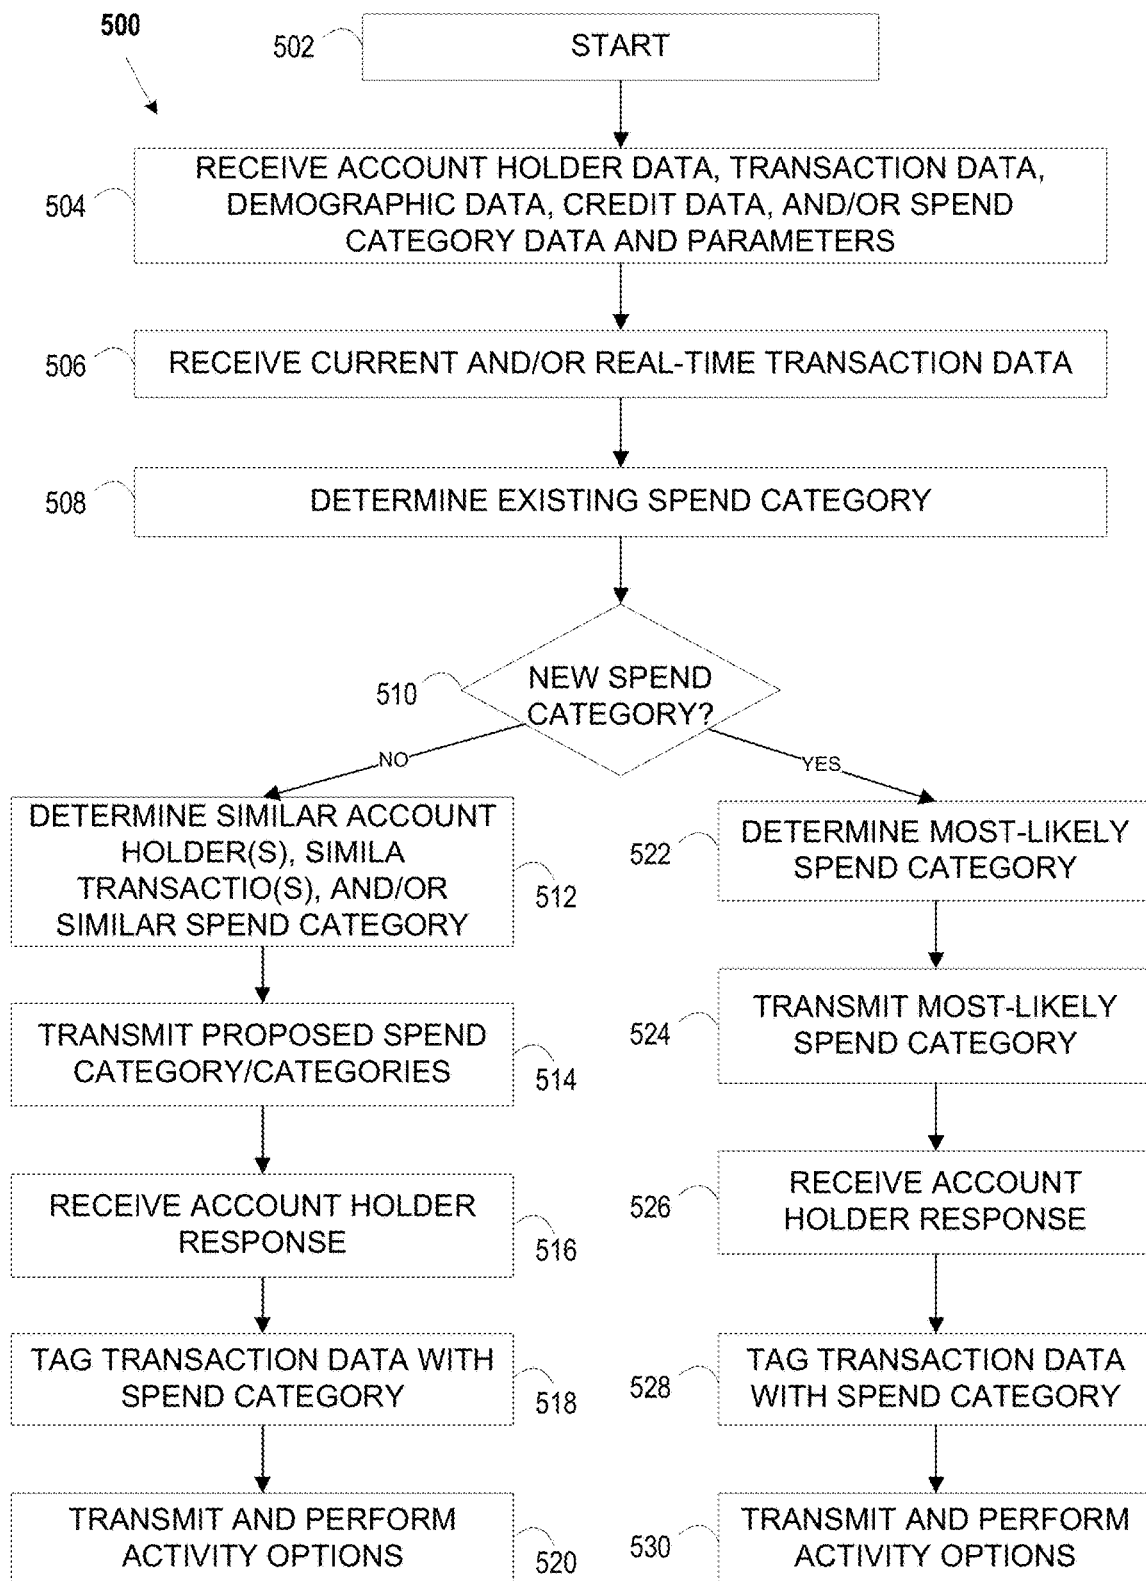 500
502
START
504
RECEIVE ACCOUNT HOLDER DATA, TRANSACTION DATA,
DEMOGRAPHIC DATA, CREDIT DATA, AND/OR SPEND
CATEGORY DATA AND PARAMETERS
506
RECEIVE CURRENT AND/OR REAL-TIME TRANSACTION DATA
508
DETERMINE EXISTING SPEND CATEGORY
510
NEW SPEND
CATEGORY?
NO
YES
DETERMINE SIMILAR ACCOUNT
HOLDER(S), SIMILA
TRANSACTIO(S), AND/OR
SIMILAR SPEND CATEGORY
512
TRANSMIT PROPOSED SPEND
CATEGORY/CATEGORIES
514
RECEIVE ACCOUNT HOLDER
RESPONSE
516
TAG TRANSACTION DATA WITH
SPEND CATEGORY
518
TRANSMIT AND PERFORM
ACTIVITY OPTIONS
520
522
DETERMINE MOST-LIKELY
SPEND CATEGORY
524
TRANSMIT MOST-LIKELY
SPEND CATEGORY
526
RECEIVE ACCOUNT
HOLDER RESPONSE
528
TAG TRANSACTION DATA
WITH SPEND CATEGORY
530
TRANSMIT AND PERFORM
ACTIVITY OPTIONS